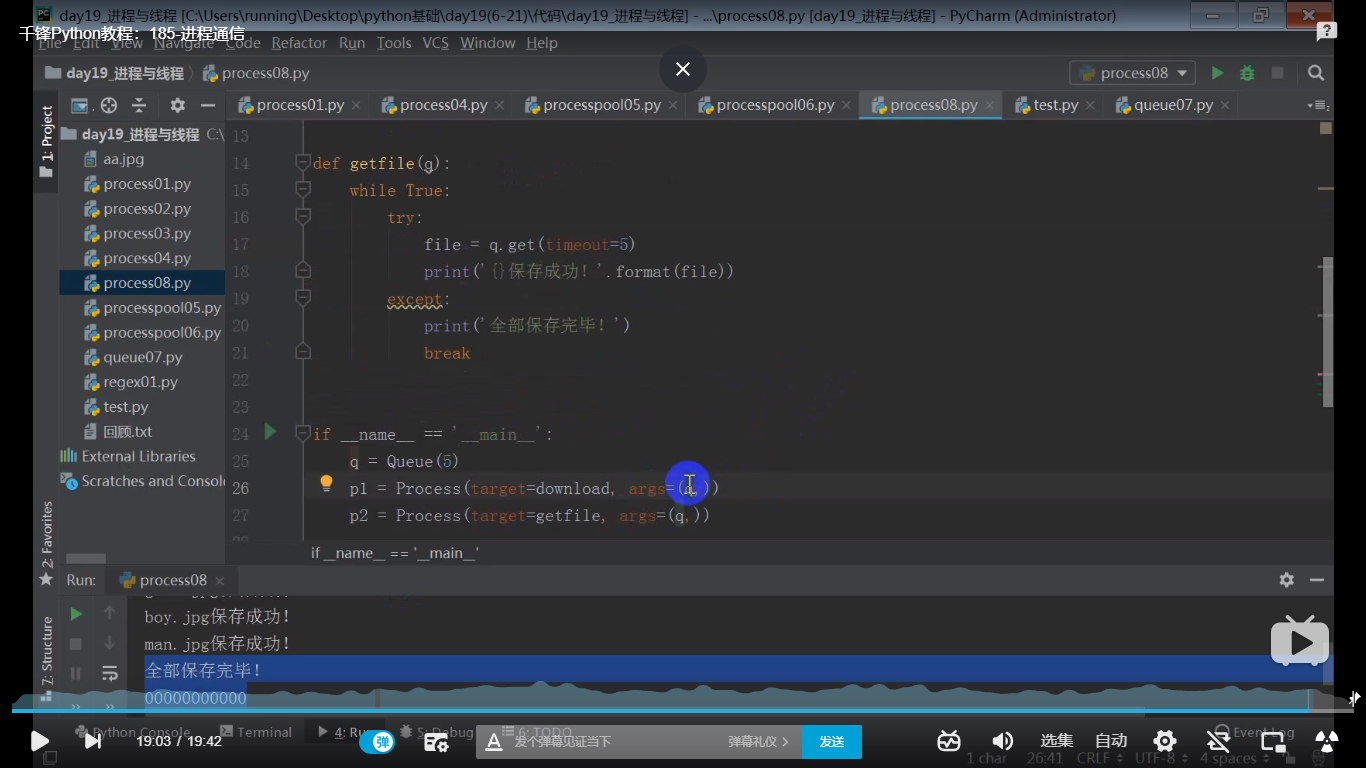 day19_进程与线程 [C:\Users\running\Desktop\python基础\day19(6-21)\代码\day19_进程与线程] - ...\process08.py [day19_进程与线程] - PyCharm (Administrator)
千锋Python教程：185-进程通信
File Edit View Navigate Code Refactor Run Tools VCS Window Help
day19_进程与线程 process08.py
process08
1: Project
process01.py process04.py processpool05.py processpool06.py process08.py test.py queue07.py
day19_进程与线程 C:\
aa.jpg
process01.py
process02.py
process03.py
process04.py
process08.py
processpool05.py
processpool06.py
queue07.py
regex01.py
test.py
回顾.txt
External Libraries
Scratches and Consol
13
14 def getfile(q):
15 while True:
16 try:
17 file = q.get(timeout=5)
18 print('{}保存成功！'.format(file))
19 except:
20 print('全部保存完毕！')
21 break
22
23
24 if __name__ == '__main__':
25 q = Queue(5)
26 p1 = Process(target=download, args=(q,))
27 p2 = Process(target=getfile, args=(q,))
28
if __name__ == '__main__'
2: Favorites
7: Structure
Run: process08
boy.jpg保存成功！
man.jpg保存成功！
全部保存完毕！
00000000000
Python Console Terminal 4: Ru 5: Debug 6: TODO Event Log
19:03 / 19:42
弹
发个弹幕见证当下 弹幕礼仪 发送
选集 自动
1 char 26:41 CRLF UTF-8 4 spaces